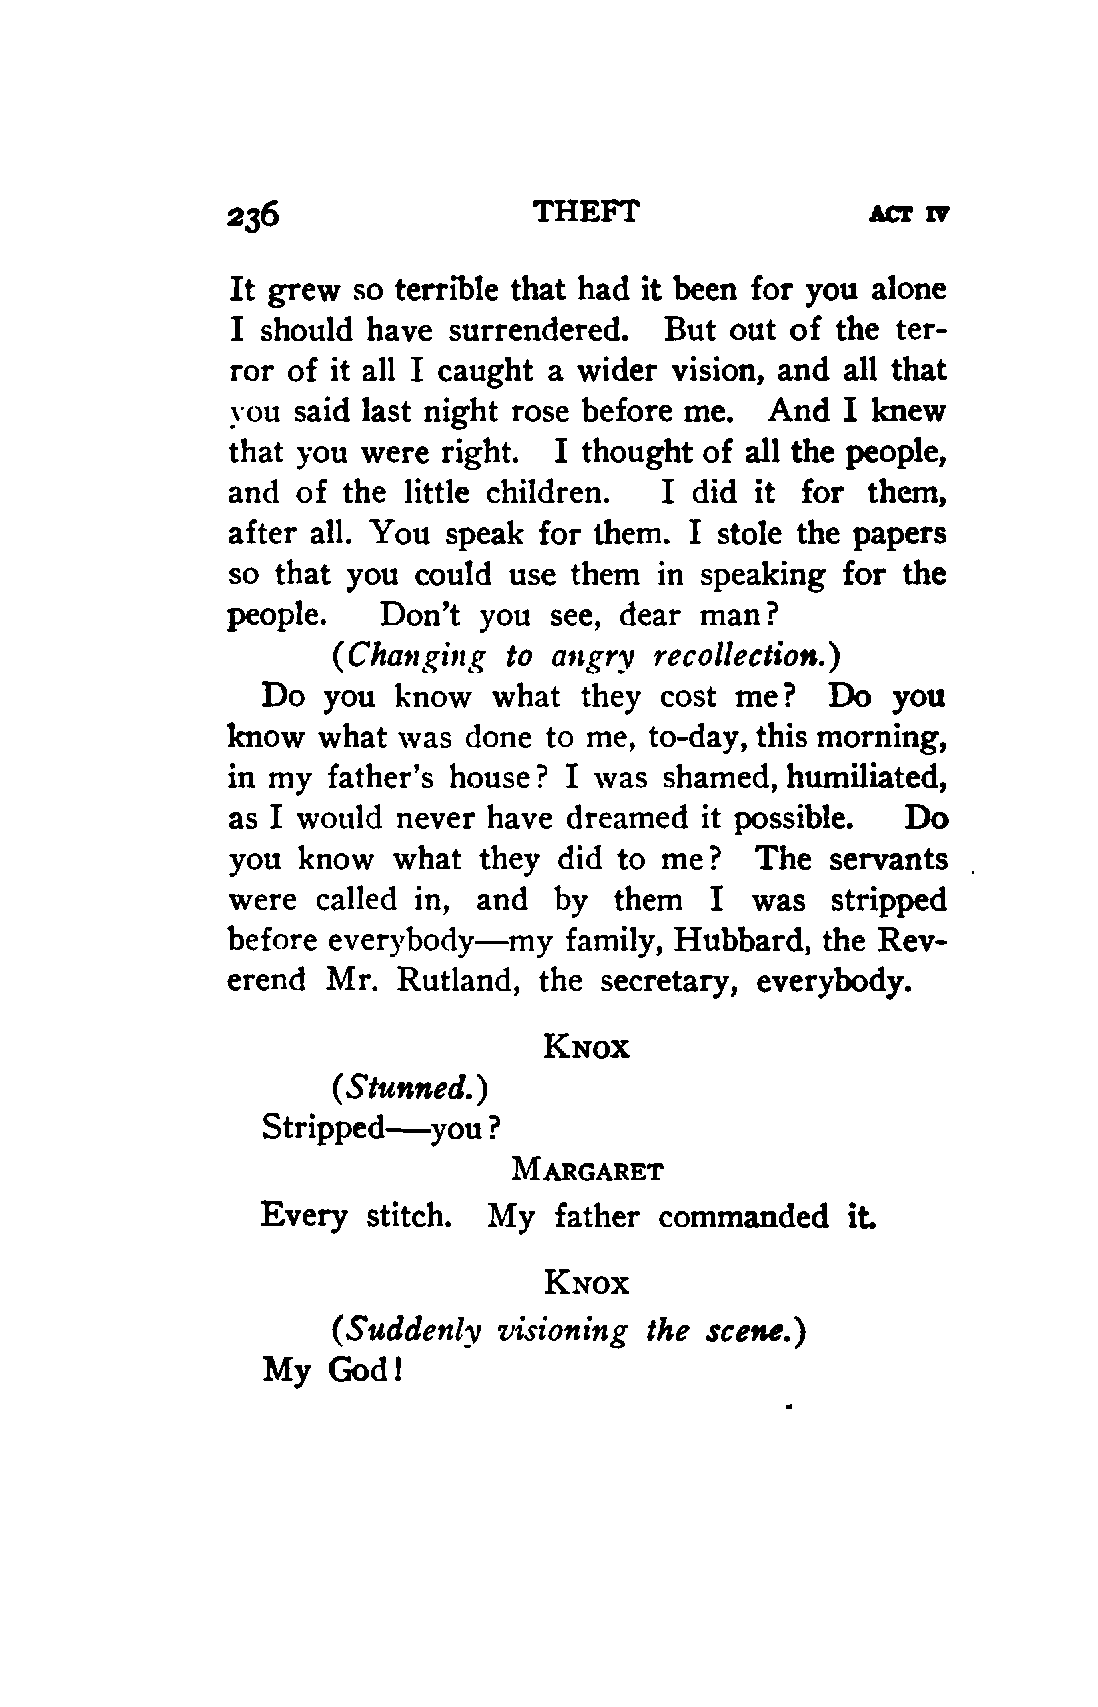 236 THEFT ACT IV
It grew so terrible that had it been for you alone
I should have surrendered. But out of the ter-
ror of it all I caught a wider vision, and all that
you said last night rose before me. And I knew
that you were right. I thought of all the people,
and of the little children. I did it for them,
after all. You speak for them. I stole the papers
so that you could use them in speaking for the
people. Don't you see, dear man?
(Changing to angry recollection.)
Do you know what they cost me? Do you
know what was done to me, to-day, this morning,
in my father's house? I was shamed, humiliated,
as I would never have dreamed it possible. Do
you know what they did to me? The servants
were called in, and by them I was stripped
before everybody—my family, Hubbard, the Rev-
erend Mr. Rutland, the secretary, everybody.
KNOX
(Stunned.)
Stripped——you?
MARGARET
Every stitch. My father commanded it.
KNOX
(Suddenly visioning the scene.)
My God!